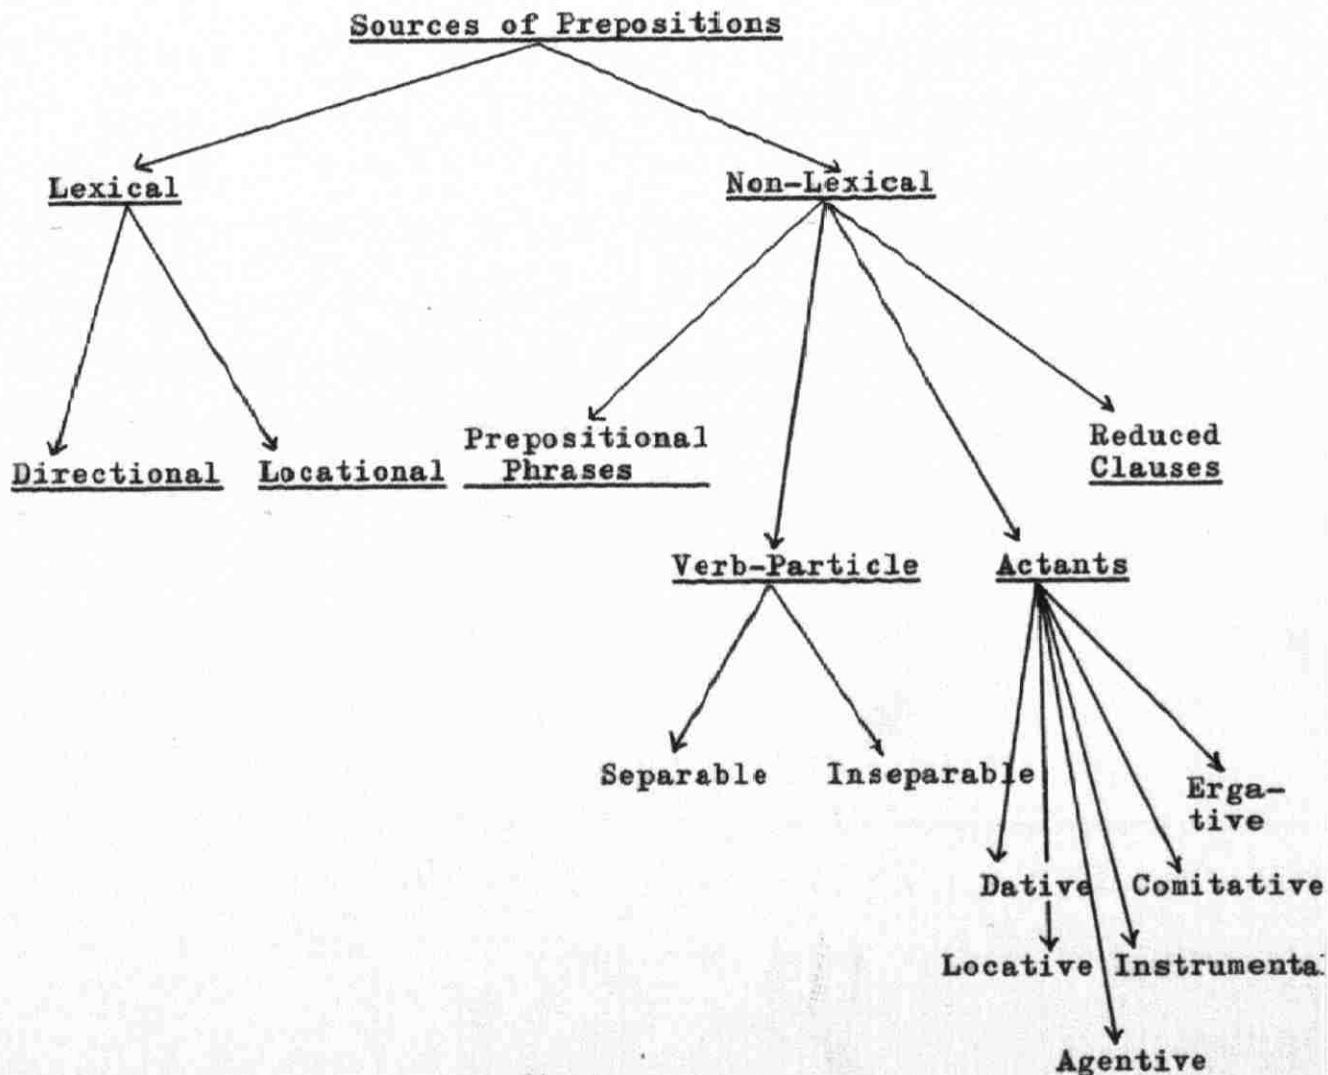 Sources of Prepositions
Lexical
Non-Lexical
Directional
Locational
Prepositional
Phrases
Reduced
Clauses
Verb-Particle
Actants
Separable
Inseparable
Erga-
tive
Dative
Comitative
Locative
Instrumenta
Agentive